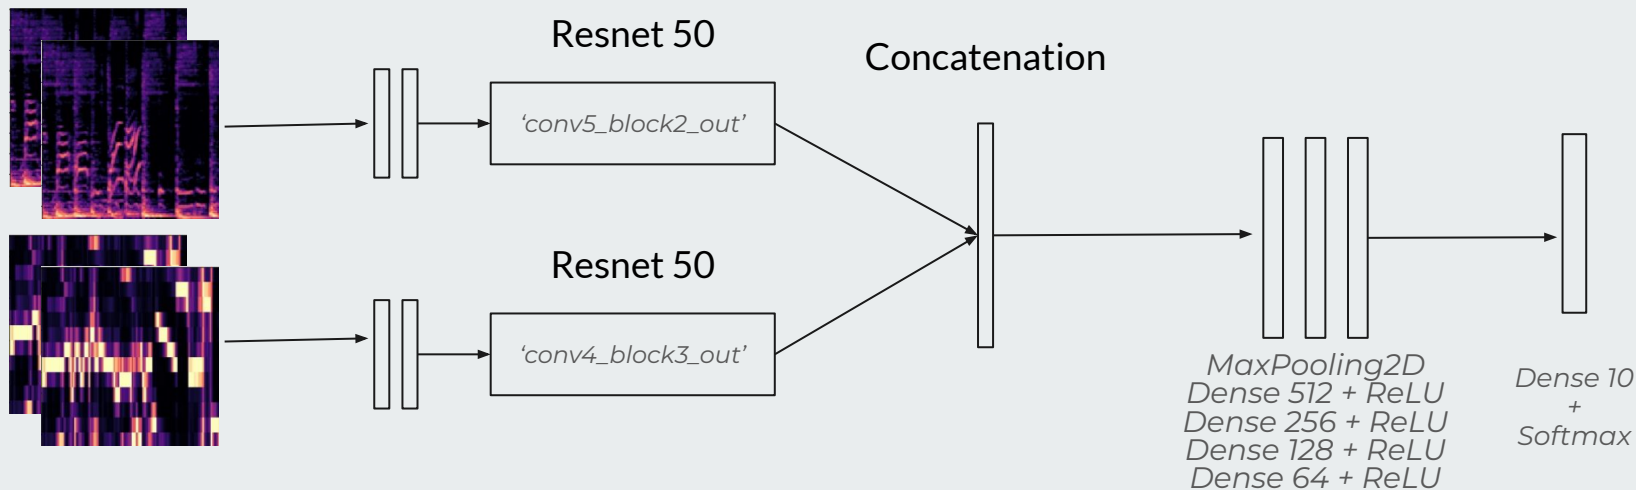 Resnet 50
‘conv5_block2_out’
Resnet 50
‘conv4_block3_out’
Concatenation
MaxPooling2D
Dense 512 + ReLU
Dense 256 + ReLU
Dense 128 + ReLU
Dense 64 + ReLU
Dense 10
+
Softmax